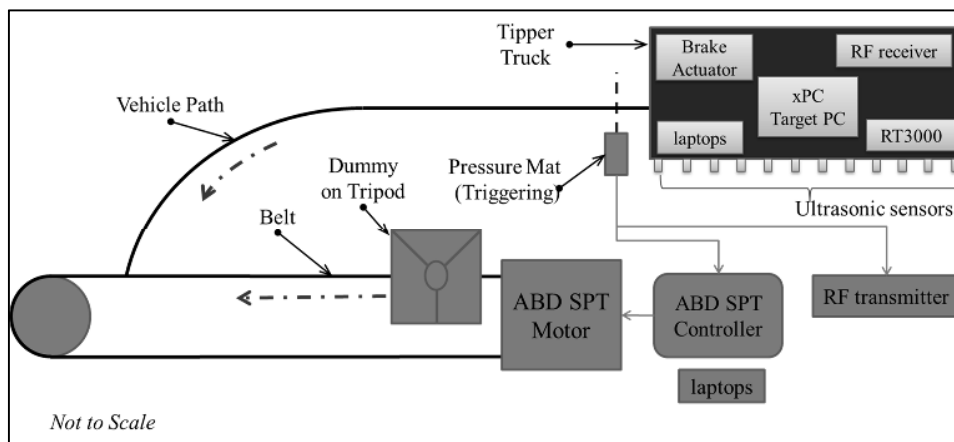 Tipper
Truck
Brake
Actuator
RF receiver
xPC
Target PC
laptops
RT3000
Vehicle Path
Dummy
on Tripod
Pressure Mat
(Triggering)
Ultrasonic sensors
Belt
ABD SPT
Motor
ABD SPT
Controller
RF transmitter
laptops
Not to Scale